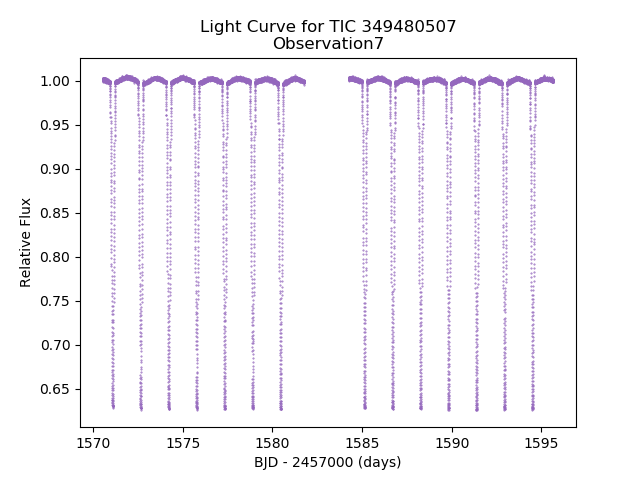 Light Curve for TIC 349480507
Observation7
Relative Flux
1.00
0.95
0.90
0.85
0.80
0.75
0.70
0.65
1570 1575 1580 1585 1590 1595
BJD - 2457000 (days)